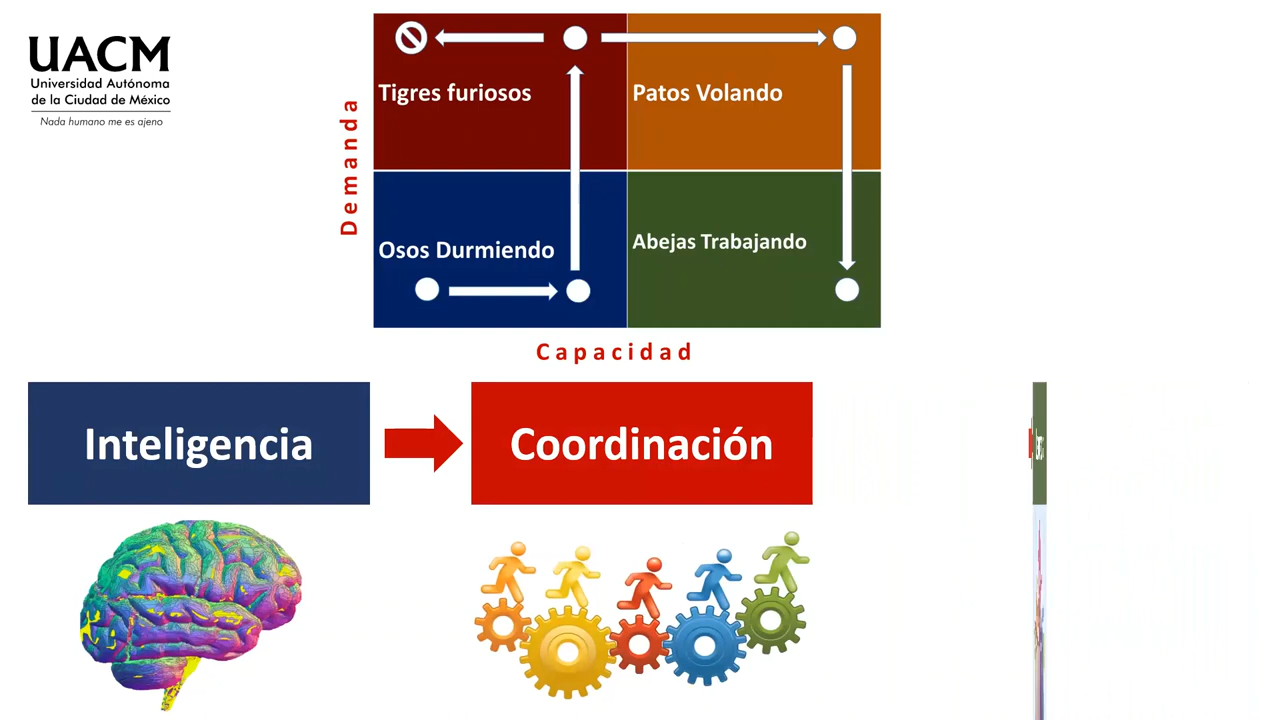 UACM
Universidad Autónoma
de la Ciudad de México
Nada humano me es ajeno
Demanda
Tigres furiosos
Patos Volando
Osos Durmiendo
Abejas Trabajando
Capacidad
Inteligencia
Coordinación